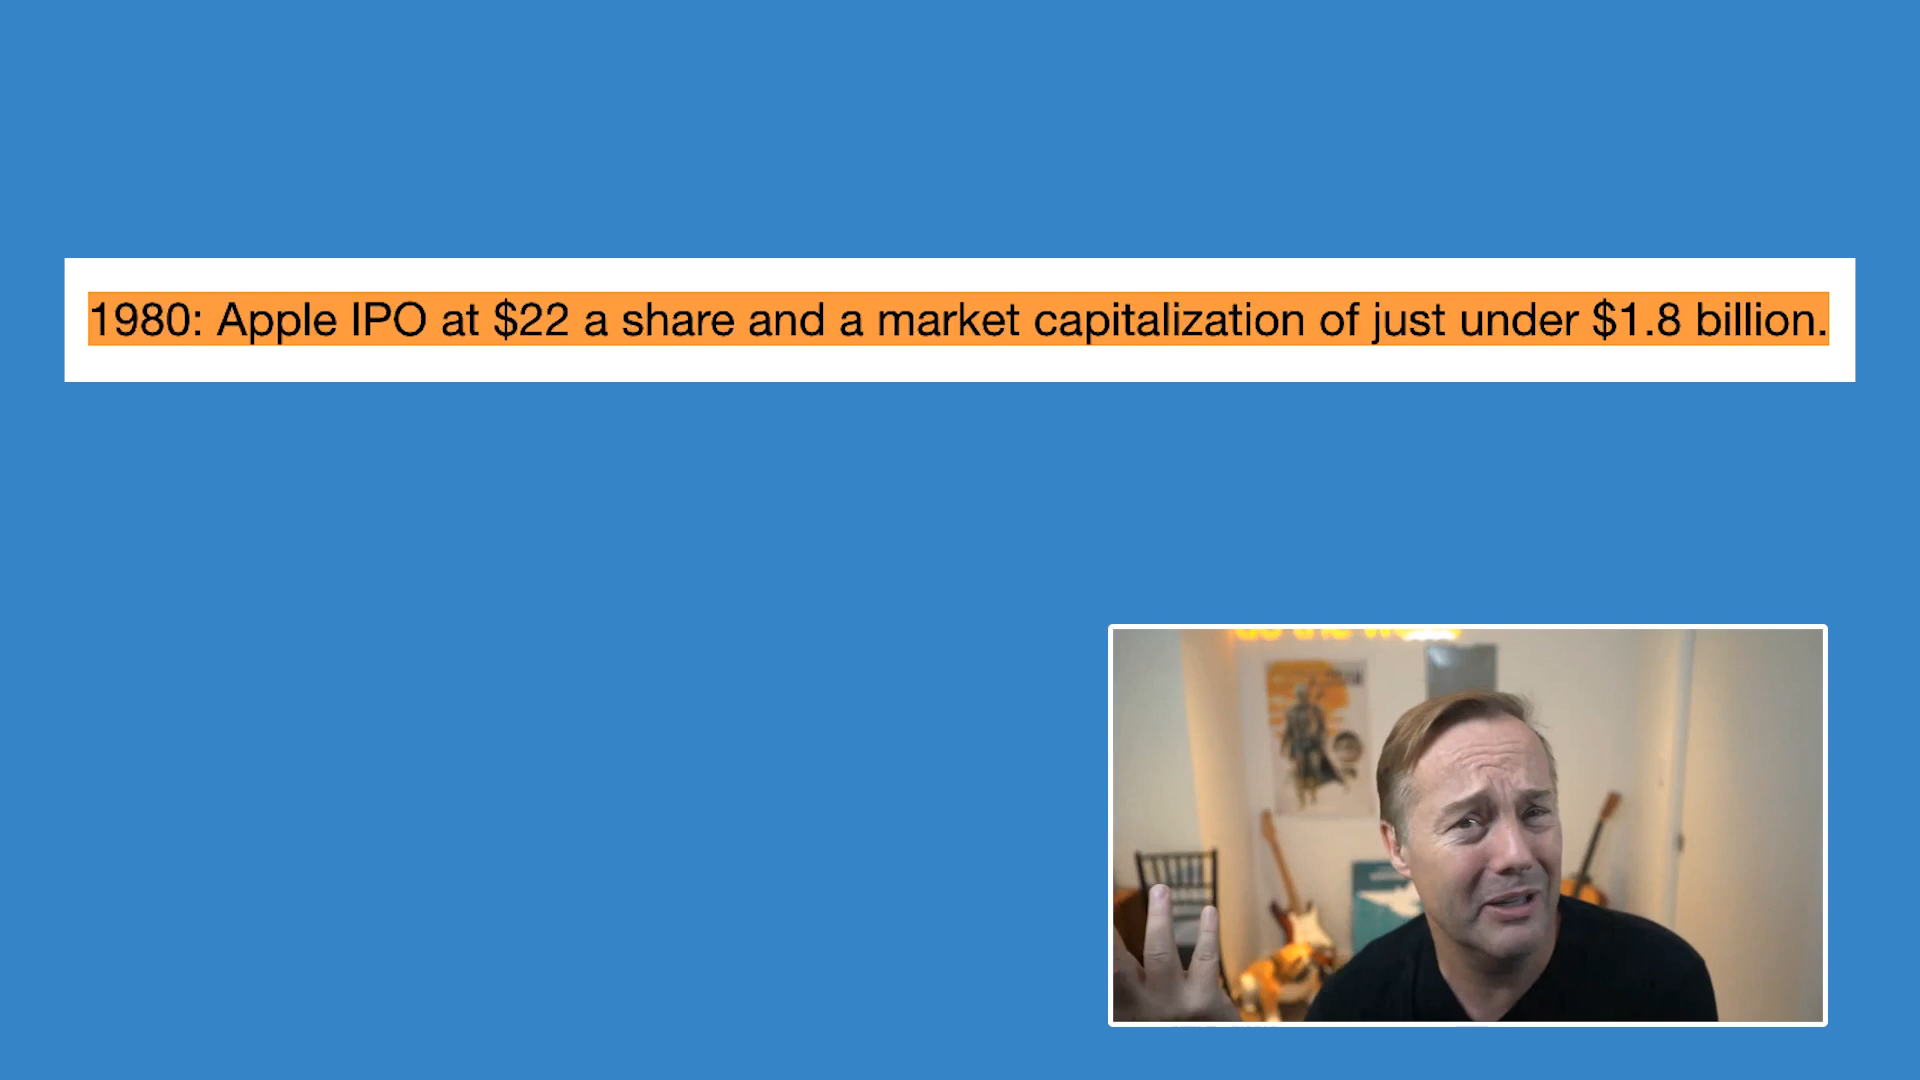 1980: Apple IPO at $22 a share and a market capitalization of just under $1.8 billion.